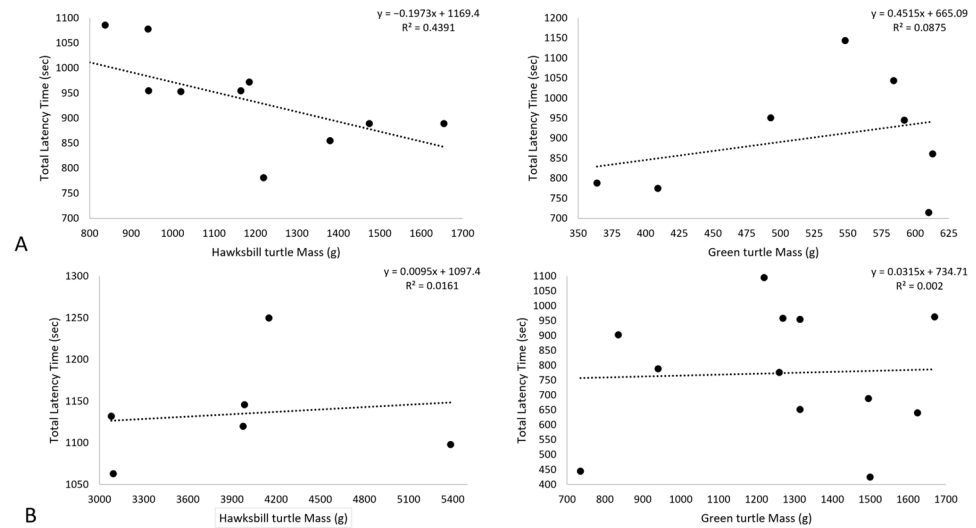 y = −0.1973x + 1169.4
R² = 0.4391
1100
1050
1000
950
900
850
800
750
700
Total Latency Time (sec)
800 900 1000 1100 1200 1300 1400 1500 1600 1700
Hawksbill turtle Mass (g)
A
y = 0.4515x + 665.09
R² = 0.0875
1200
1150
1100
1050
1000
950
900
850
800
750
700
Total Latency Time (sec)
350 375 400 425 450 475 500 525 550 575 600 625
Green turtle Mass (g)
y = 0.0095x + 1097.4
R² = 0.0161
1300
1250
1200
1150
1100
1050
Total Latency Time (sec)
3000 3300 3600 3900 4200 4500 4800 5100 5400
Hawksbill turtle Mass (g)
B
y = 0.0315x + 734.71
R² = 0.002
1100
1050
1000
950
900
850
800
750
700
650
600
550
500
450
400
Total Latency Time (sec)
700 800 900 1000 1100 1200 1300 1400 1500 1600 1700
Green turtle Mass (g)